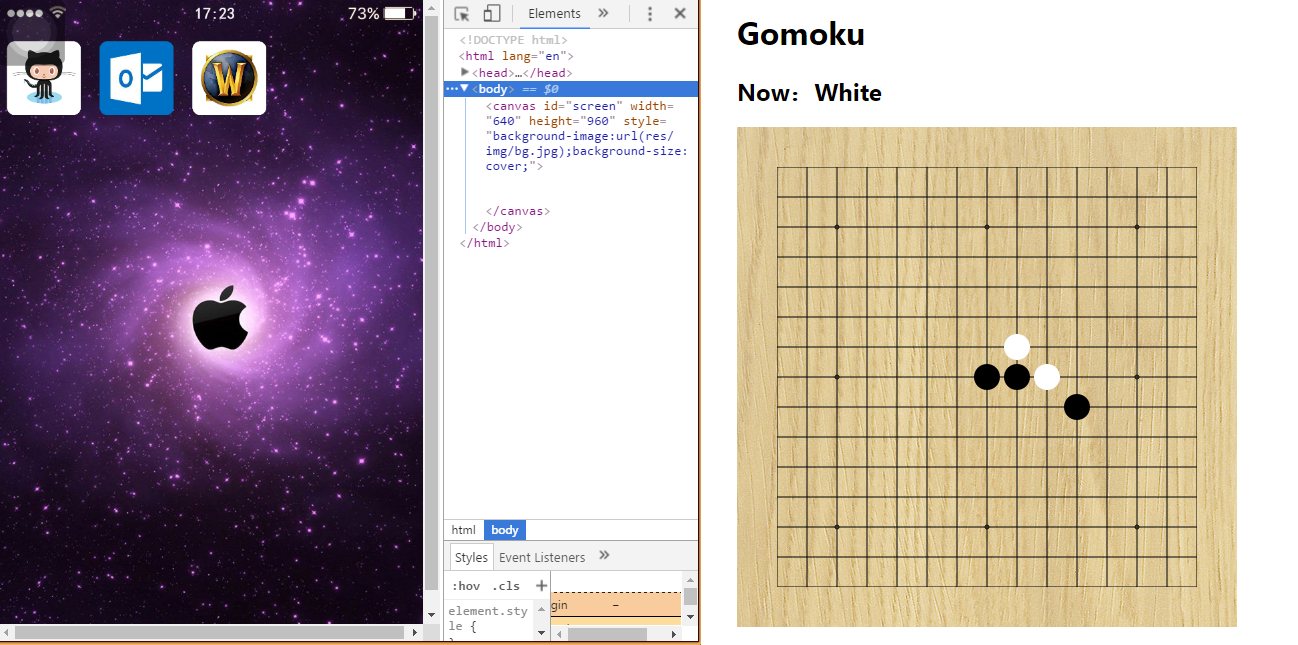 17:23
73%
W
Elements »
<!DOCTYPE html>
<html lang="en">
<head>…</head>
<body> == $0
<canvas id="screen" width=
"640" height="960" style=
"background-image:url(res/
img/bg.jpg);background-size:
cover;">
</canvas>
</body>
</html>
html body
Styles Event Listeners »
:hov .cls +
element.sty
le {
gin –
Gomoku
Now：White